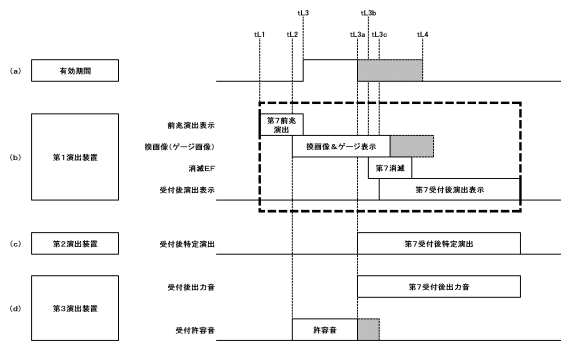 tL3 tL3b
tL1 tL2 tL3a tL3c tL4
(a) 有効期間
前兆演出表示 第7前兆
演出
(b) 第1演出装置 換画像(ゲージ画像) 換画像&ゲージ表示
消滅EF 第7消滅
受付後演出表示 第7受付後演出表示
(c) 第2演出装置 受付後特定演出 第7受付後特定演出
受付後出力音 第7受付後出力音
(d) 第3演出装置
受付許容音 許容音